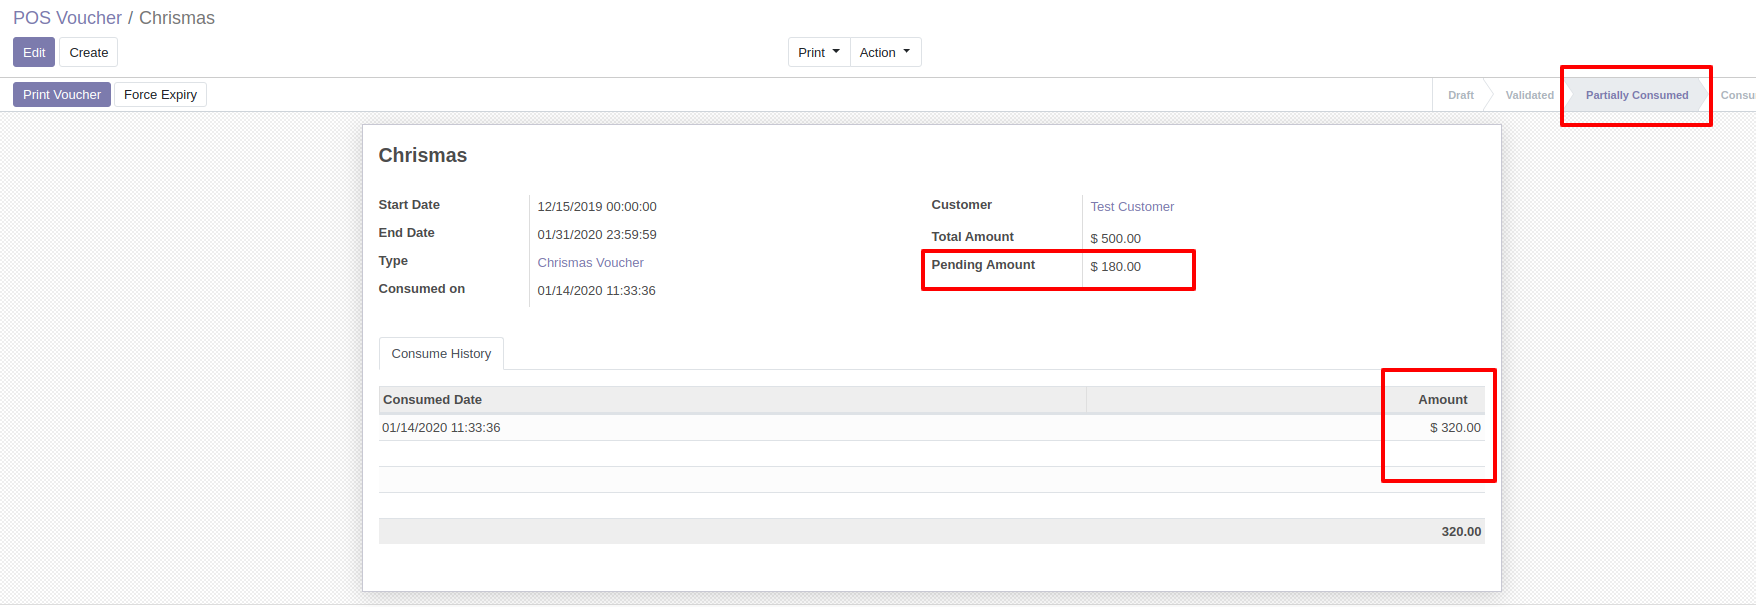 POS Voucher / Chrismas
Edit Create Print Action
Print Voucher Force Expiry Draft Validated Partially Consumed
Chrismas
Start Date 12/15/2019 00:00:00 Customer Test Customer
End Date 01/31/2020 23:59:59 Total Amount $ 500.00
Type Chrismas Voucher Pending Amount $ 180.00
Consumed on 01/14/2020 11:33:36
Consume History
Consumed Date Amount
01/14/2020 11:33:36 $ 320.00
320.00